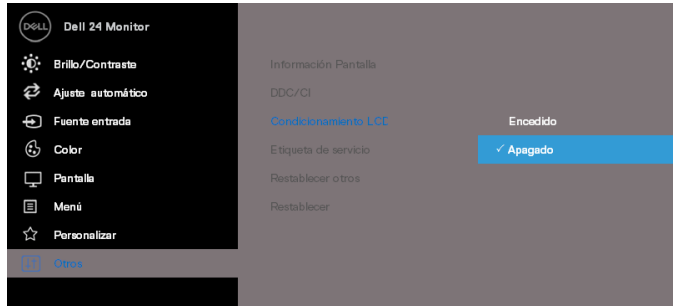 DELL
Dell 24 Monitor
Brillo/Contraste
Ajuste automático
Fuente entrada
Color
Pantalla
Menú
Personalizar
Otros
Información Pantalla
DDC/CI
Condicionamiento LCD
Etiqueta de servicio
Restablecer otros
Restablecer
Encedido
✓ Apagado